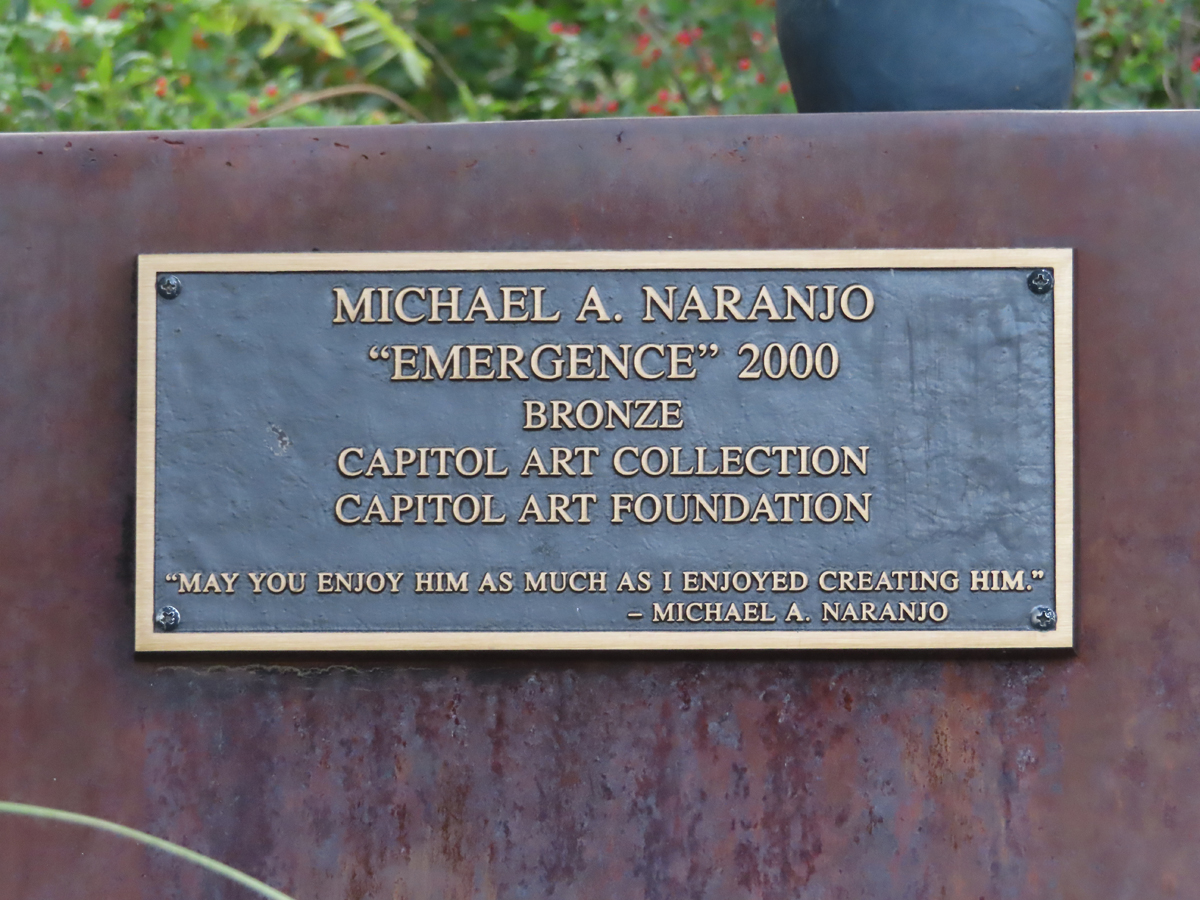 MICHAEL A. NARANJO
“EMERGENCE” 2000
BRONZE
CAPITOL ART COLLECTION
CAPITOL ART FOUNDATION
“MAY YOU ENJOY HIM AS MUCH AS I ENJOYED CREATING HIM.”
– MICHAEL A. NARANJO